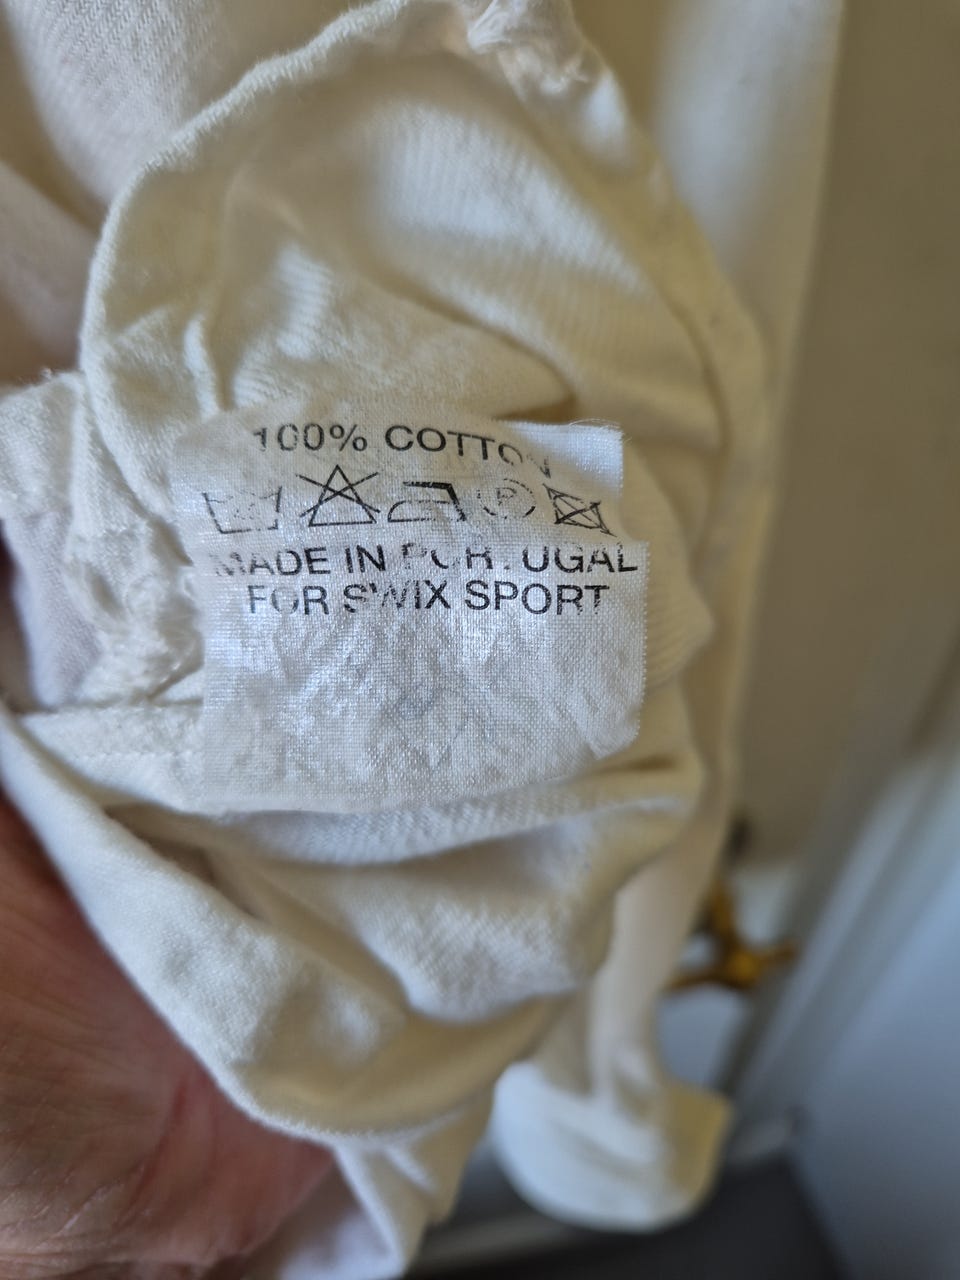 100% COTTON
P
MADE IN PORTUGAL
FOR SWIX SPORT